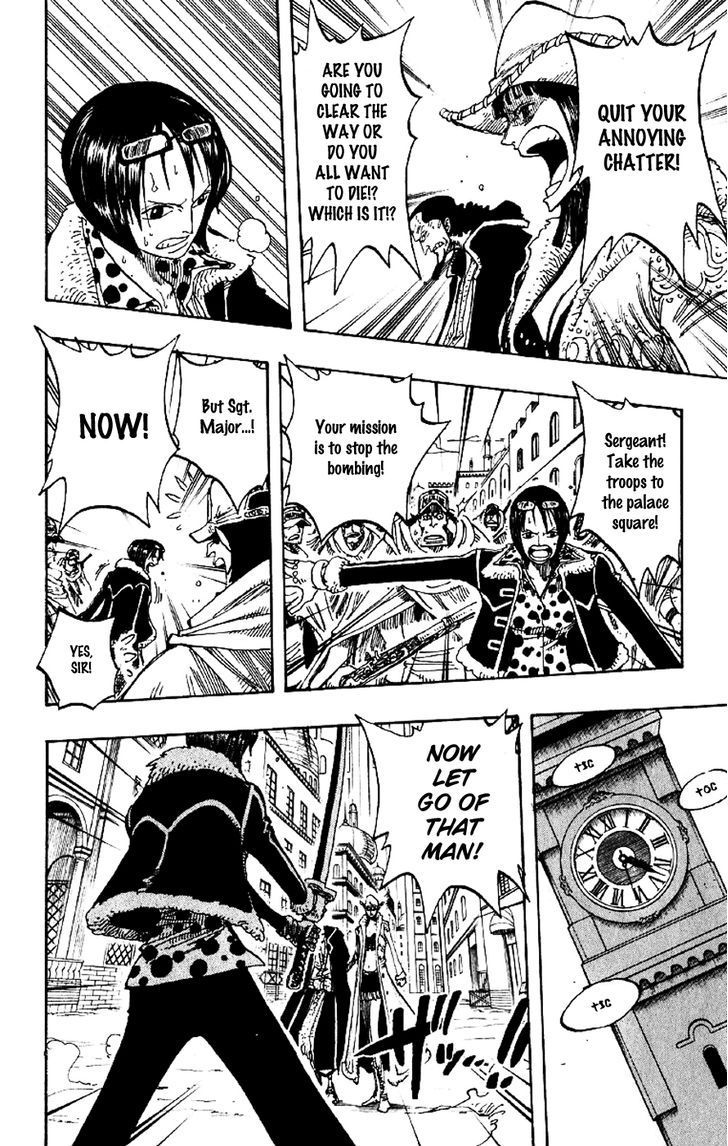 QUIT YOUR
ANNOYING
CHATTER!
ARE YOU
GOING TO
CLEAR THE
WAY OR
DO YOU
ALL WANT
TO DIE!?
WHICH IS IT!?
Sergeant!
Take the
troops to
the palace
square!
Your mission
is to stop the
bombing!
But Sgt.
Major...!
NOW!
YES,
SIR!
TIC
TOC
TIC
NOW
LET
GO OF
THAT
MAN!
ザッ